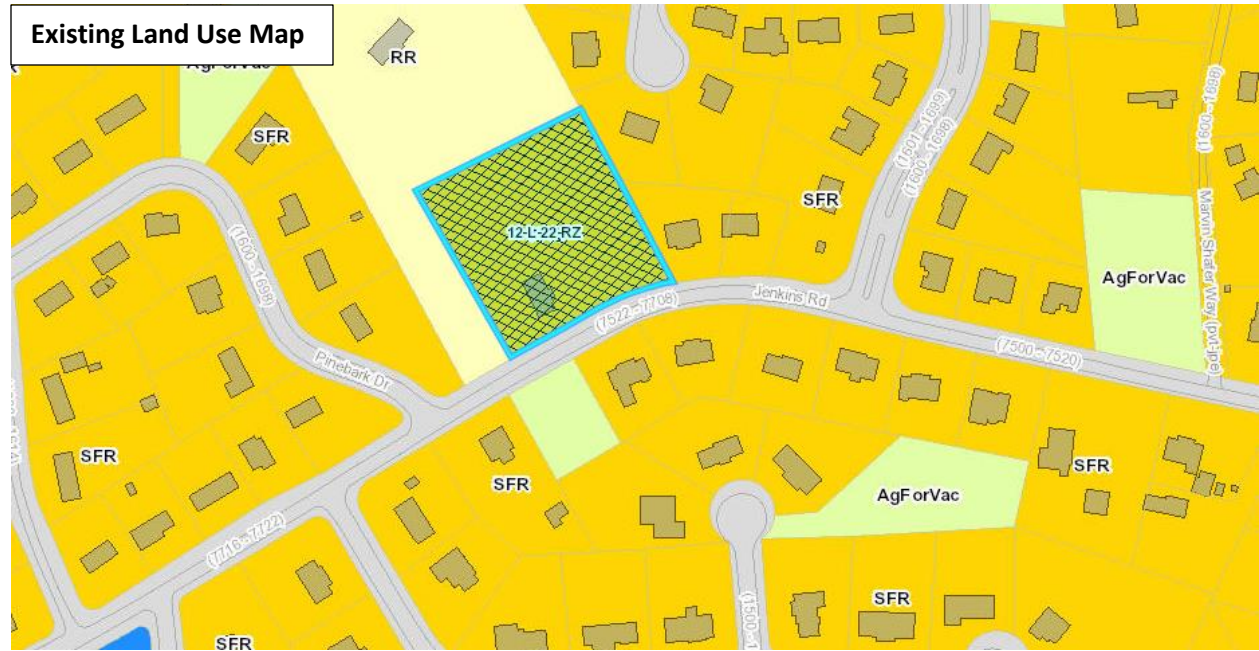 Existing Land Use Map
RR
AgForVac
SFR
(1601 - 1699)
(1600 - 1698)
(1600 - 1698)
SFR
12-L-22-RZ
(1600 - 1698)
AgForVac
Marvin Shafer Way (pvt-jpe)
Jenkins Rd
(7522 - 7708)
(7500 - 7520)
Pinebark Dr
SFR
SFR
SFR
AgForVac
(7716 - 7722)
SFR
SFR